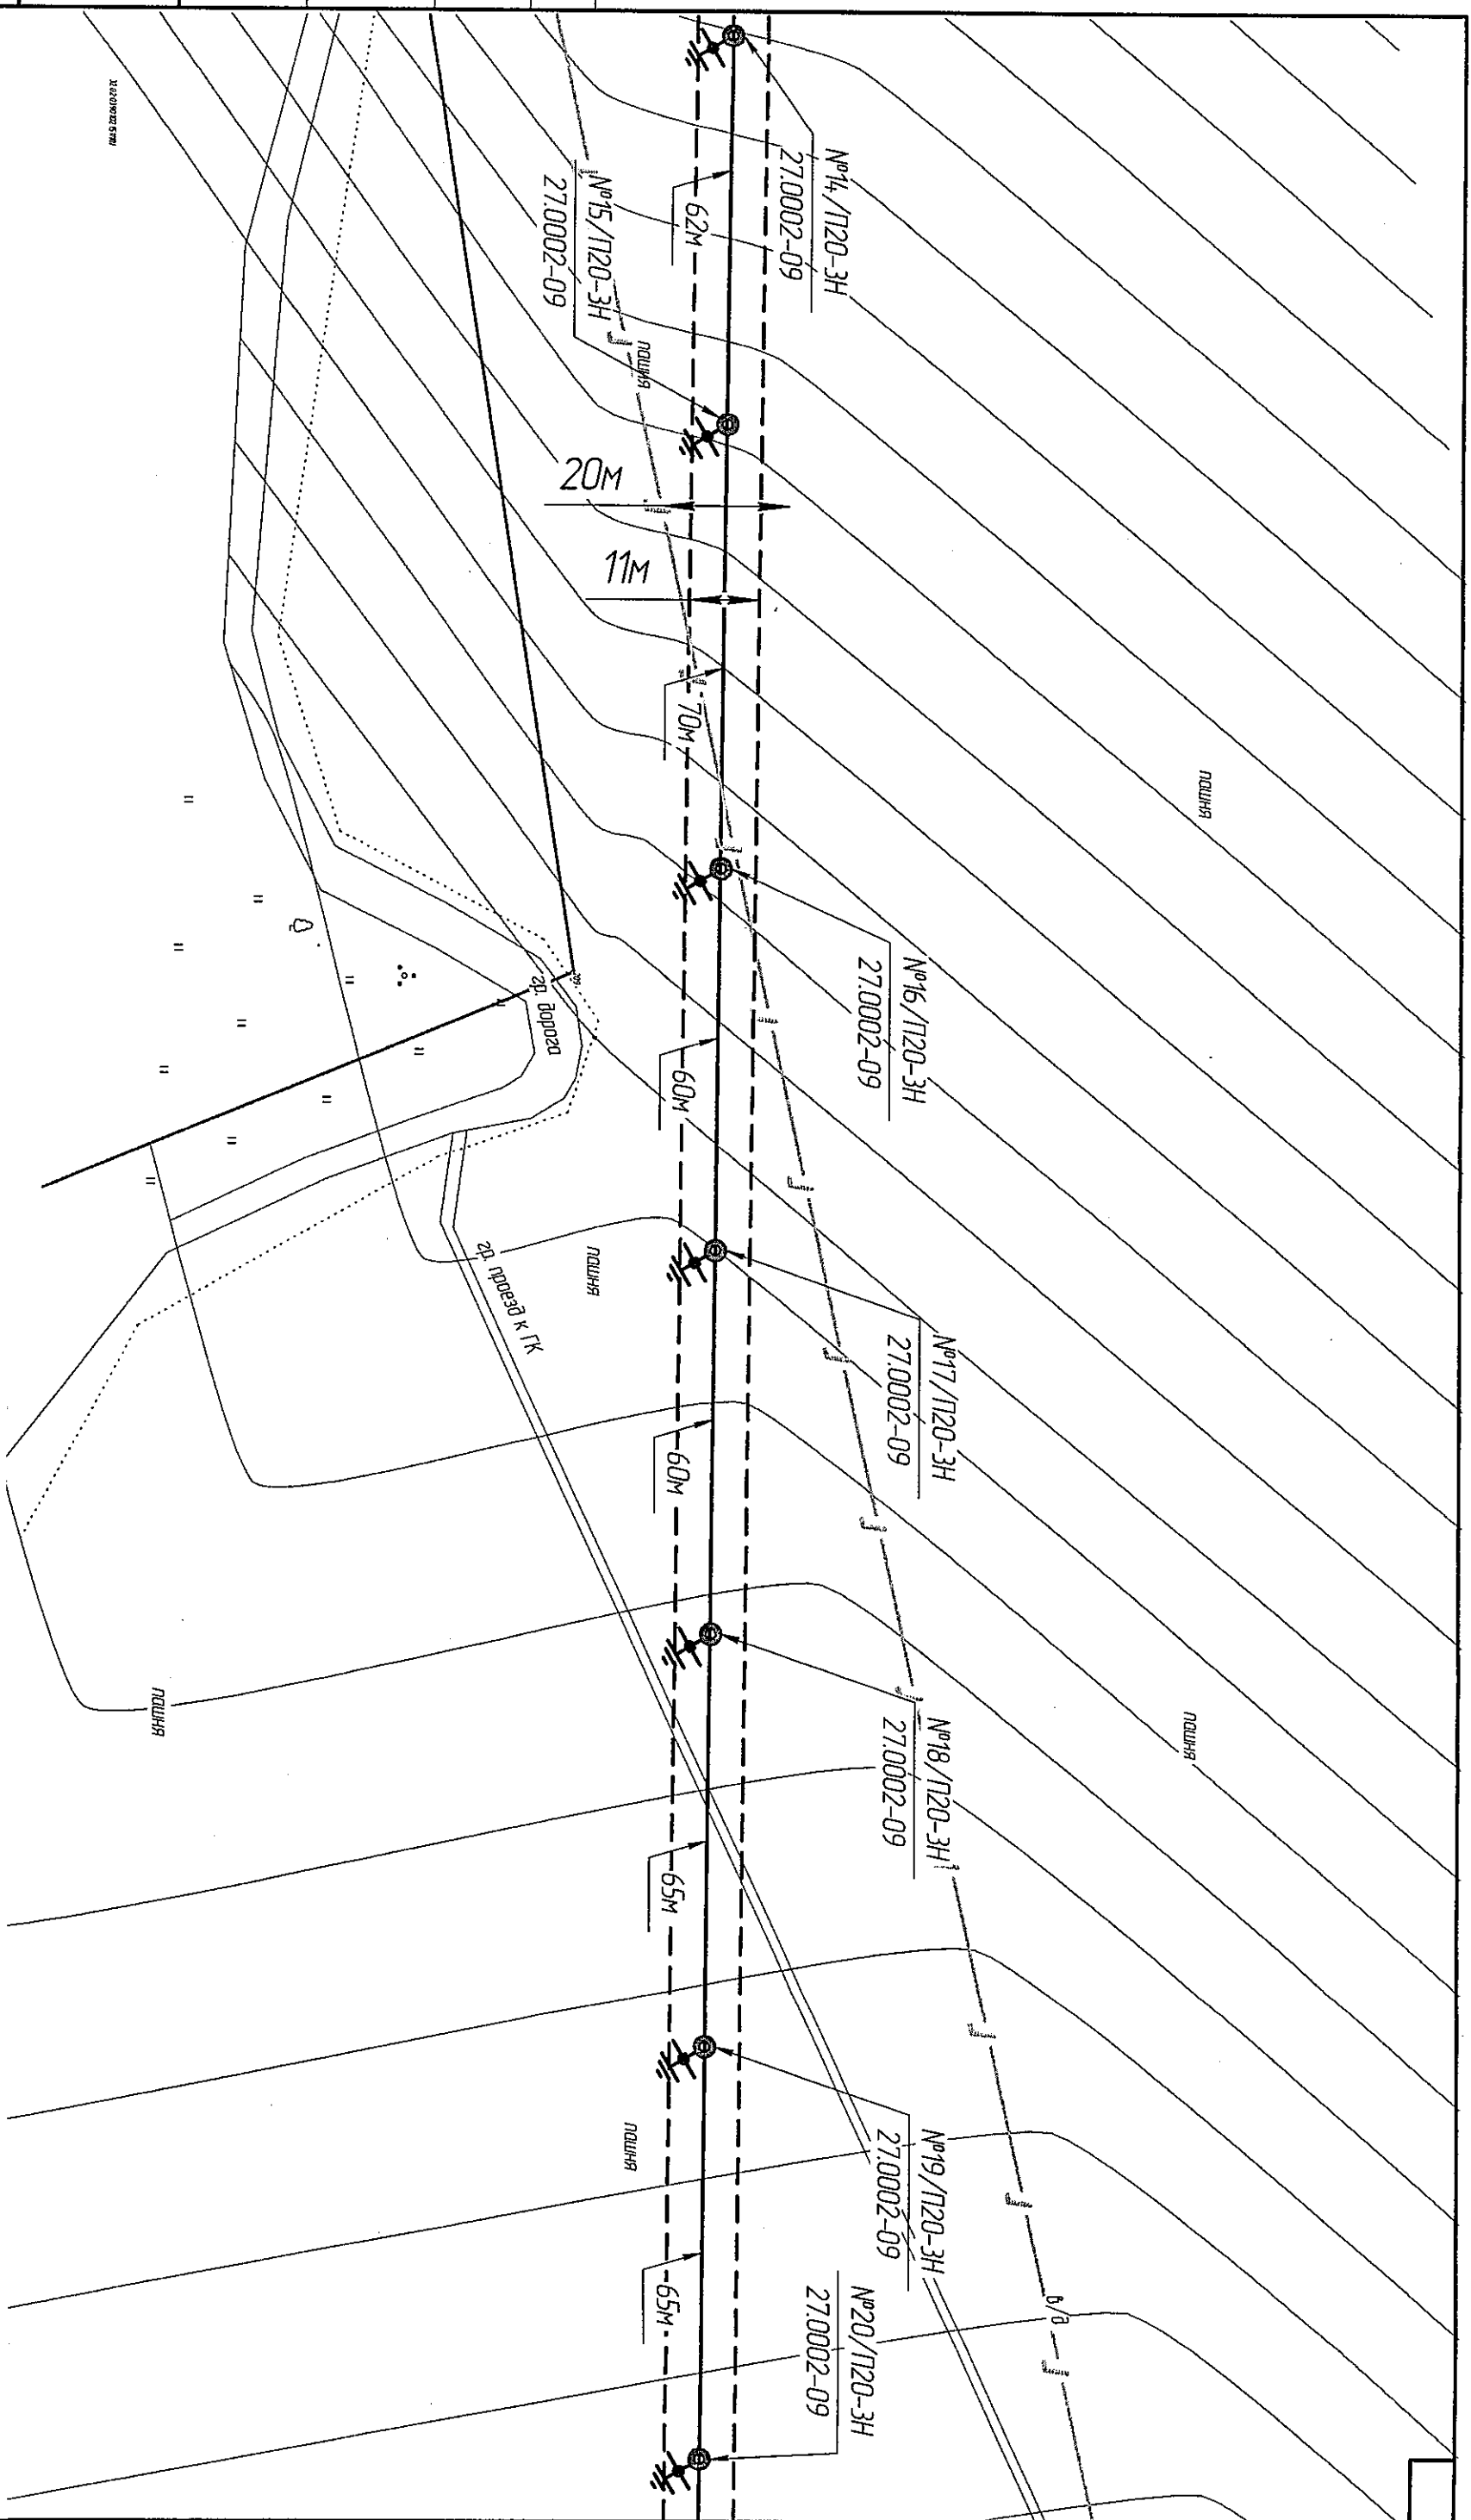 №14/П20-3Н
27.0002-09
62м
№15/П20-3Н
27.0002-09
пашня
20м
11м
70м
пашня
№16/П20-3Н
27.0002-09
гр. дорога
60м
№17/П20-3Н
27.0002-09
пашня
гр. проезд к ГК
60м
№18/П20-3Н
27.0002-09
пашня
пашня
65м
№19/П20-3Н
27.0002-09
пашня
65м
в/д
№20/П20-3Н
27.0002-09